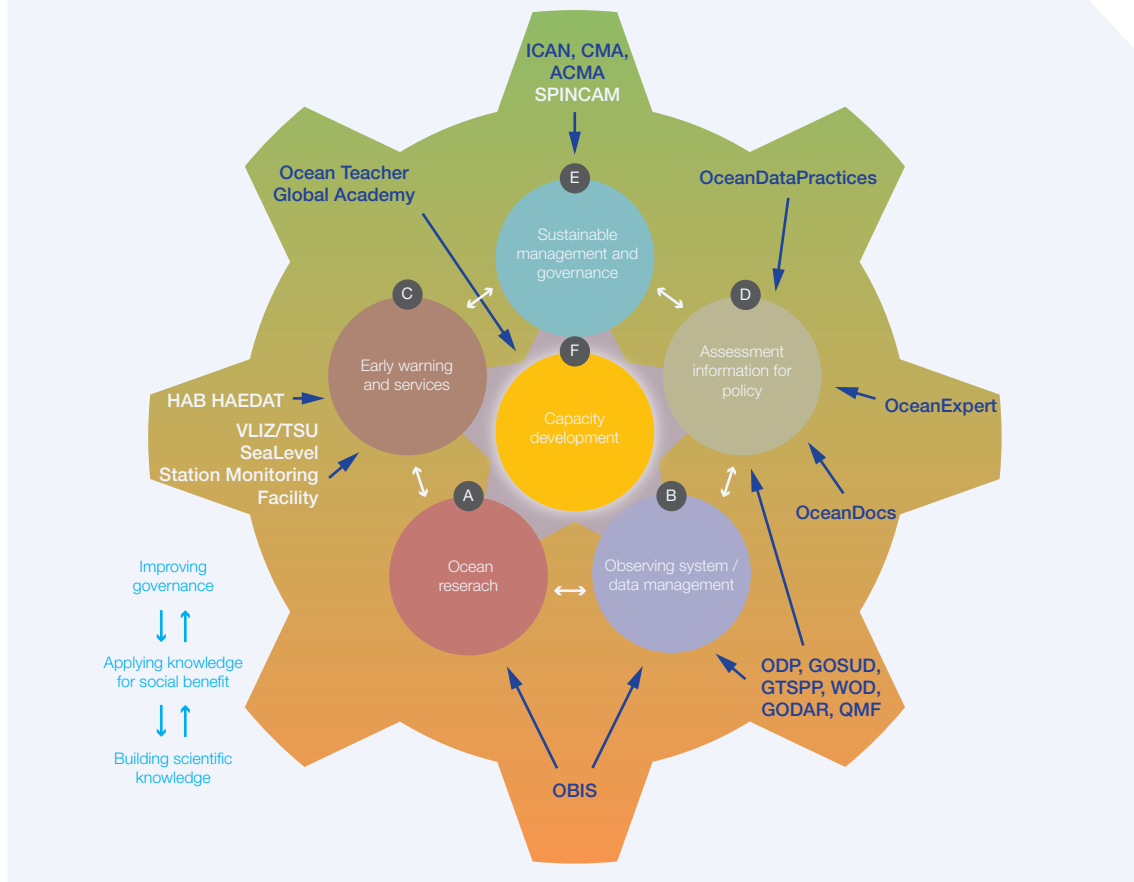 ICAN, CMA,
ACMA
SPINCAM
Ocean Teacher
Global Academy
OceanDataPractices
E
Sustainable
management and
governance
C
Early warning
and services
D
Assessment
information for
policy
F
Capacity
development
HAB HAEDAT
VLIZ/TSU
SeaLevel
Station Monitoring
Facility
OceanExpert
OceanDocs
A
Ocean
reserach
B
Observing system /
data management
Improving
governance
Applying knowledge
for social benefit
Building scientific
knowledge
ODP, GOSUD,
GTSPP, WOD,
GODAR, QMF
OBIS